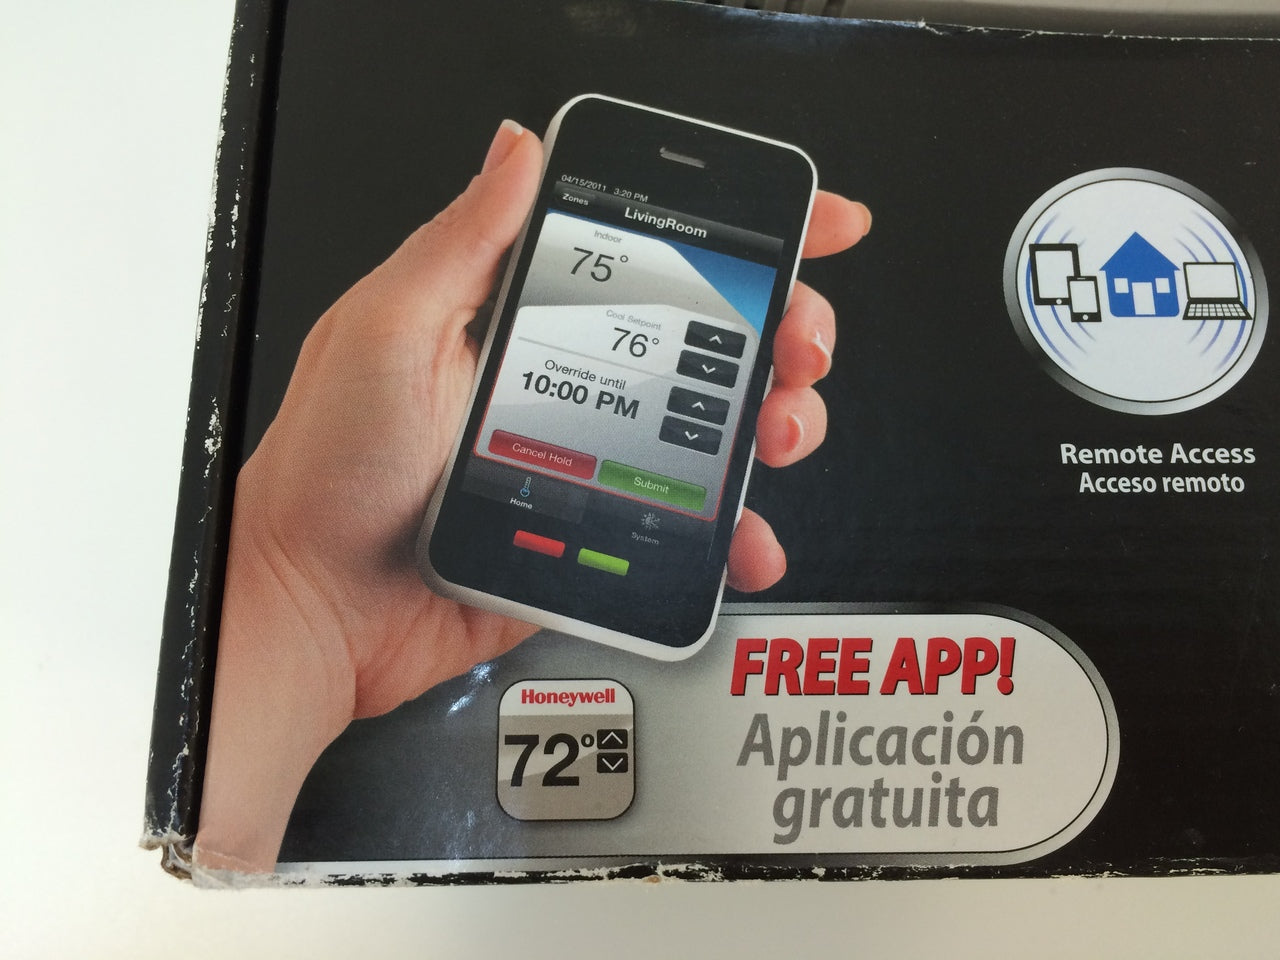 04/15/2011 3:20 PM
Zones
LivingRoom
Indoor
75°
Cool Setpoint
76°
Override until
10:00 PM
Cancel Hold
Submit
Home
System
Remote Access
Acceso remoto
FREE APP!
Aplicación
gratuita
Honeywell
72°